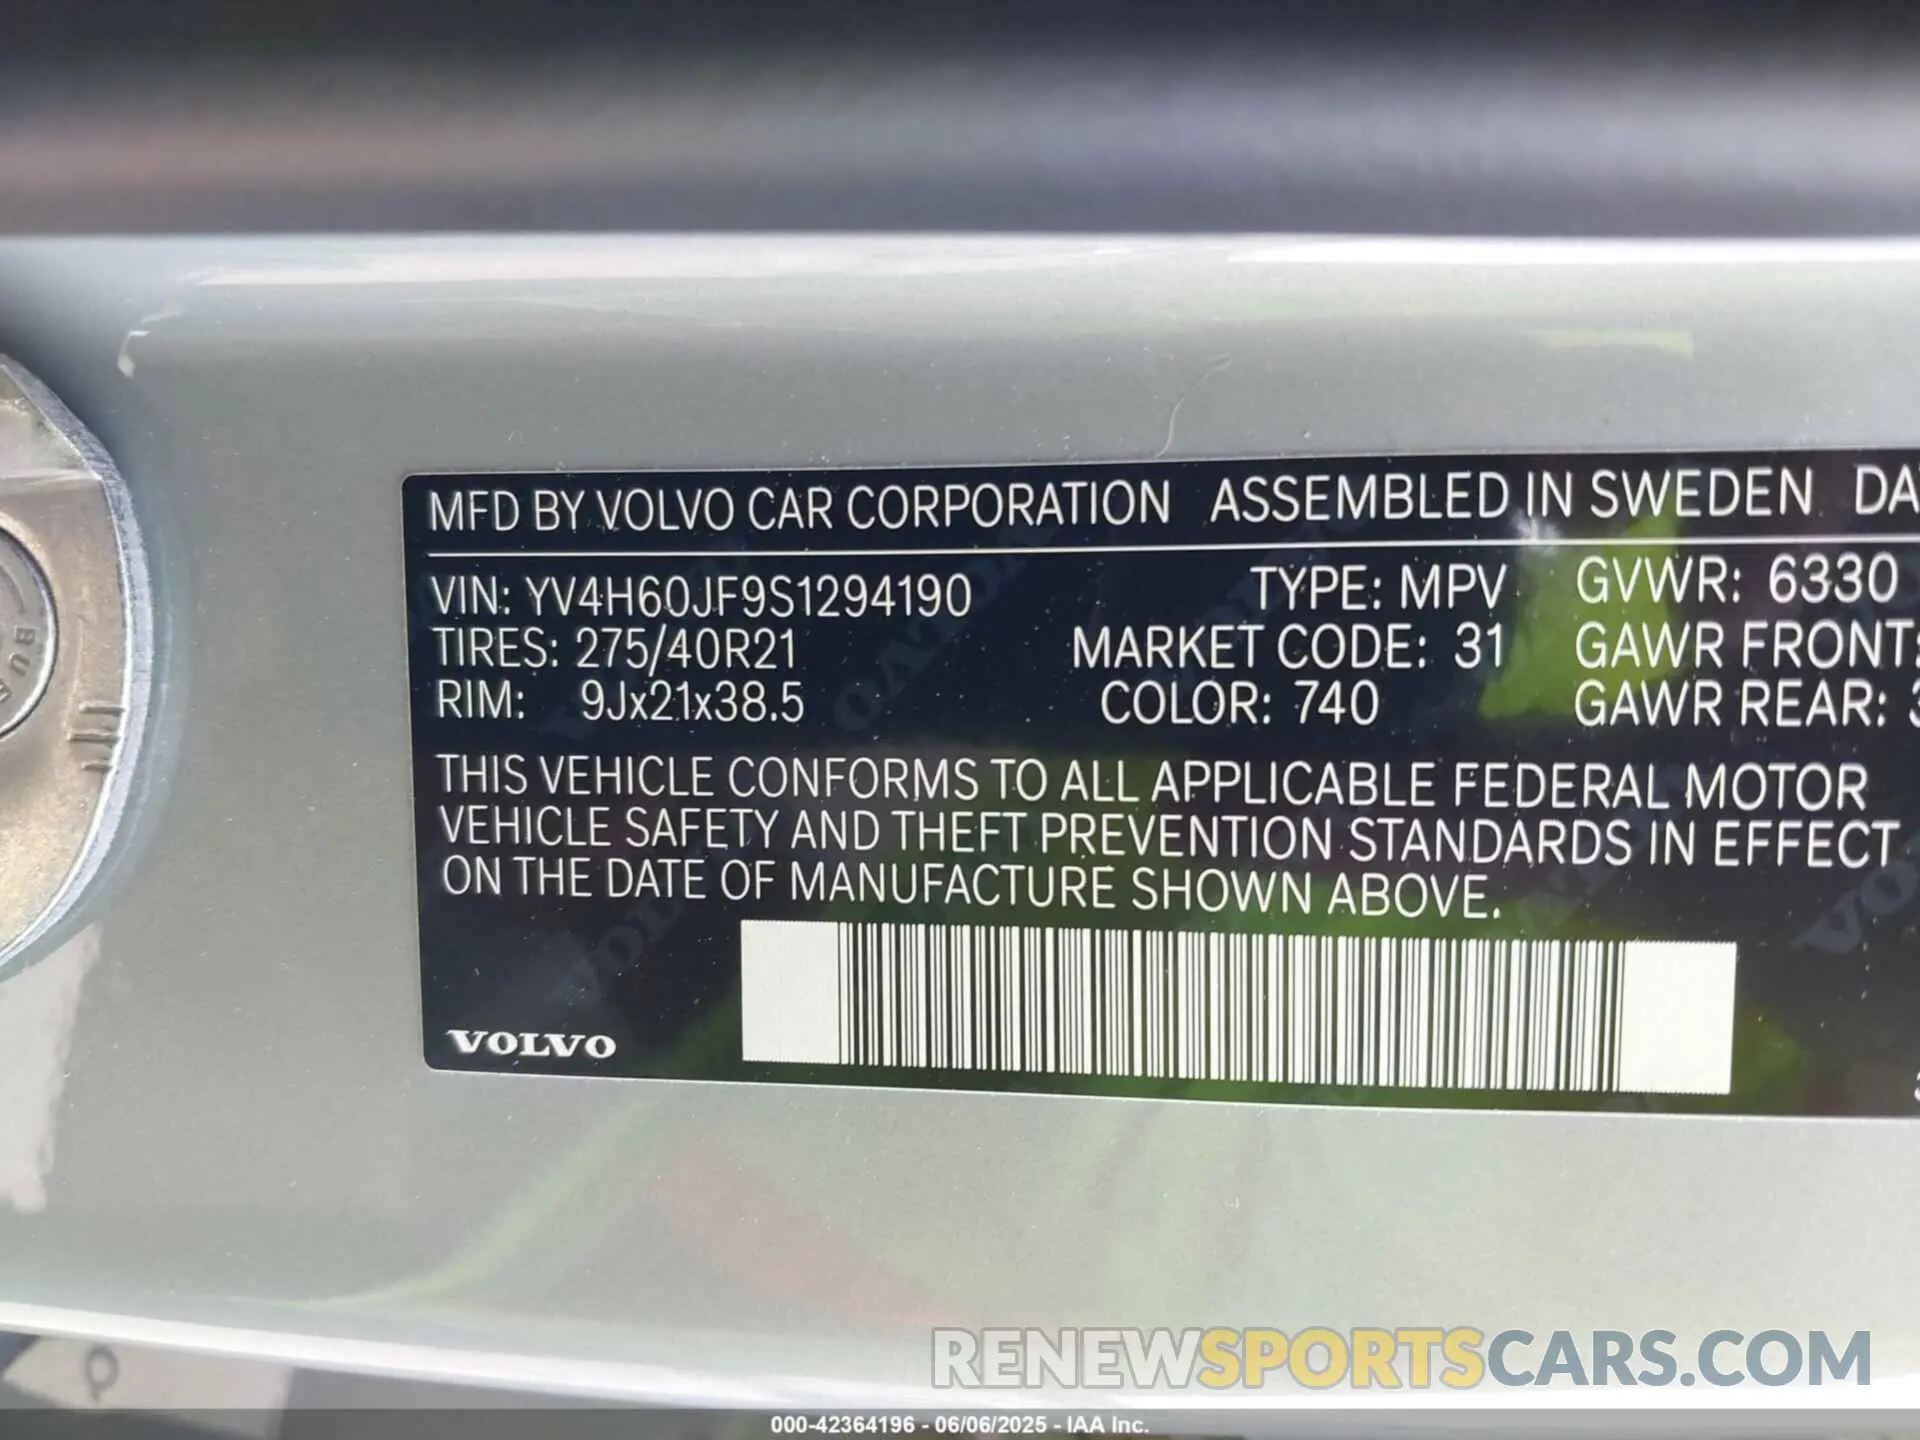 MFD BY VOLVO CAR CORPORATION ASSEMBLED IN SWEDEN
VIN: YV4H60JF9S1294190 TYPE: MPV GVWR: 6330
TIRES: 275/40R21 MARKET CODE: 31 GAWR FRONT:
RIM: 9Jx21x38.5 COLOR: 740 GAWR REAR:
THIS VEHICLE CONFORMS TO ALL APPLICABLE FEDERAL MOTOR
VEHICLE SAFETY AND THEFT PREVENTION STANDARDS IN EFFECT
ON THE DATE OF MANUFACTURE SHOWN ABOVE.
VOLVO
RENEWSPORTSCARS.COM
000-42364196 - 06/06/2025 - IAA Inc.